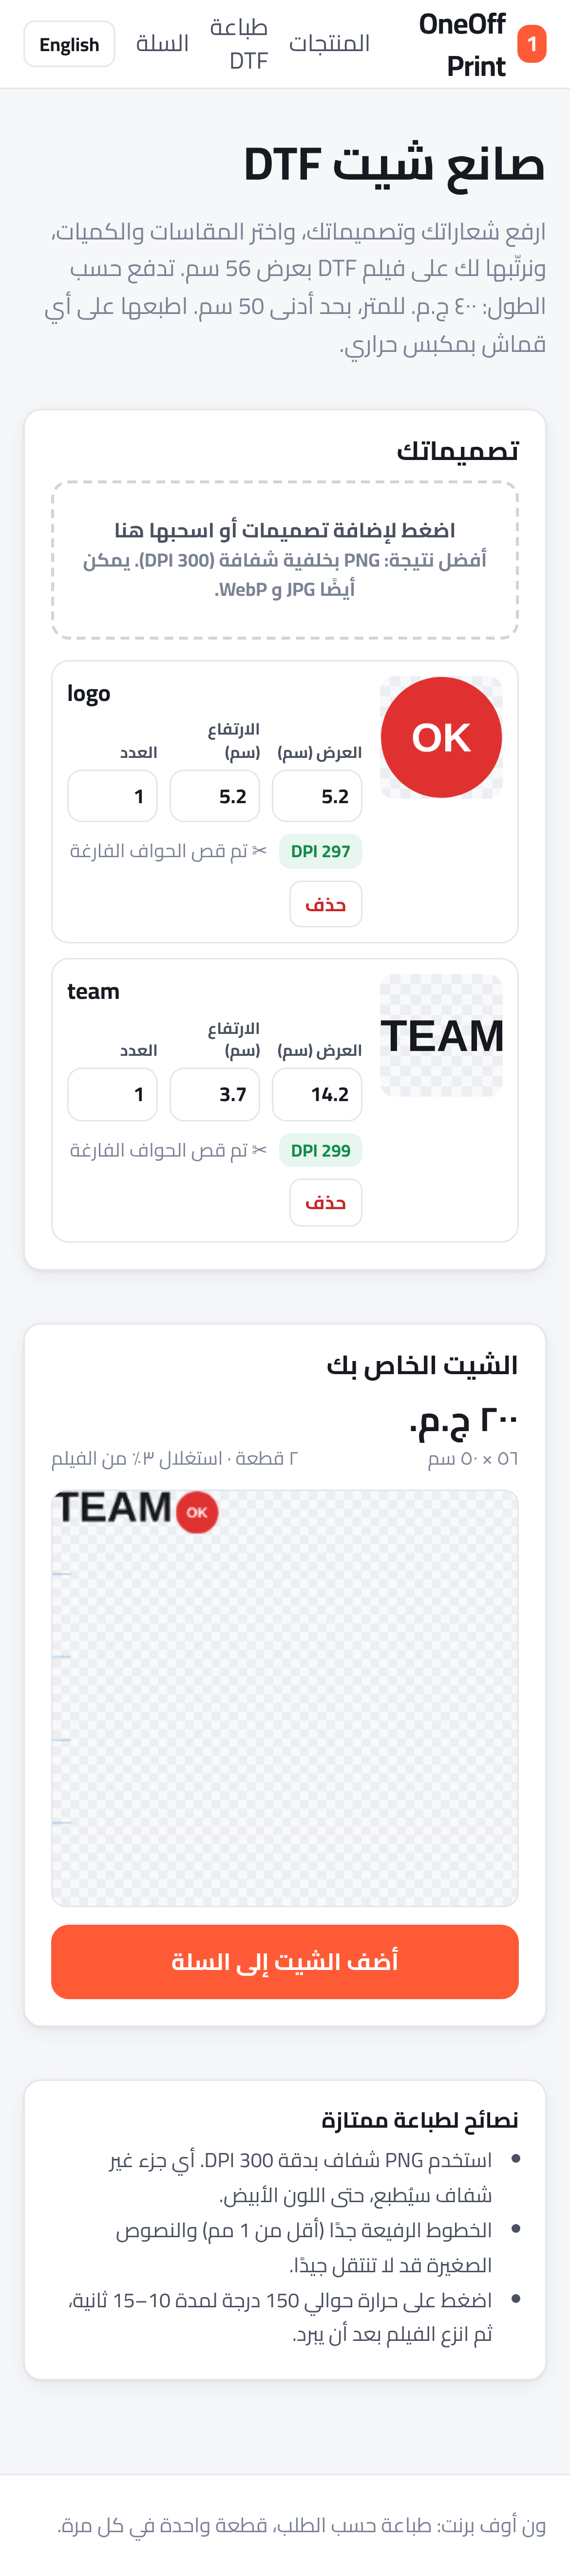 1
OneOff
Print
المنتجات
طباعة
DTF
السلة
English
صانع شيت DTF
ارفع شعاراتك وتصميماتك، واختر المقاسات والكميات،
ونرتّبها لك على فيلم DTF بعرض 56 سم. تدفع حسب
الطول: ٤٠٠ ج.م. للمتر، بحد أدنى 50 سم. اطبعها على أي
قماش بمكبس حراري.
تصميماتك
اضغط لإضافة تصميمات أو اسحبها هنا
أفضل نتيجة: PNG بخلفية شفافة (300 DPI). يمكن
أيضًا JPG و WebP.
OK
logo
العرض (سم)
الارتفاع
(سم)
العدد
5.2
5.2
1
297 DPI
✂ تم قص الحواف الفارغة
حذف
TEAM
team
العرض (سم)
الارتفاع
(سم)
العدد
14.2
3.7
1
299 DPI
✂ تم قص الحواف الفارغة
حذف
الشيت الخاص بك
٢٠٠ ج.م.
٥٦ × ٥٠ سم
٢ قطعة · استغلال ٣٪ من الفيلم
TEAM OK
أضف الشيت إلى السلة
نصائح لطباعة ممتازة
• استخدم PNG شفاف بدقة 300 DPI. أي جزء غير
شفاف سيُطبع، حتى اللون الأبيض.
• الخطوط الرفيعة جدًا (أقل من 1 مم) والنصوص
الصغيرة قد لا تنتقل جيدًا.
• اضغط على حرارة حوالي 150 درجة لمدة 10–15 ثانية،
ثم انزع الفيلم بعد أن يبرد.
ون أوف برنت: طباعة حسب الطلب، قطعة واحدة في كل مرة.